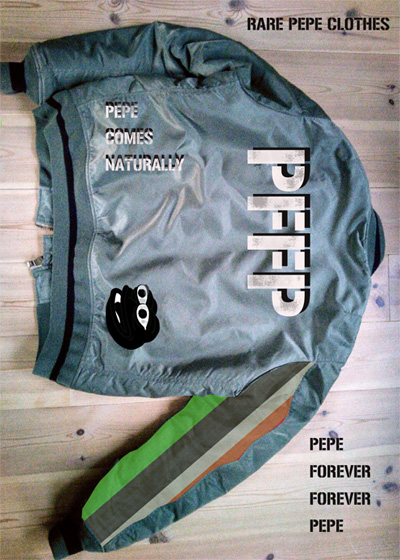 RARE PEPE CLOTHES
PEPE
COMES
NATURALLY
PFFP
PEPE
FOREVER
FOREVER
PEPE